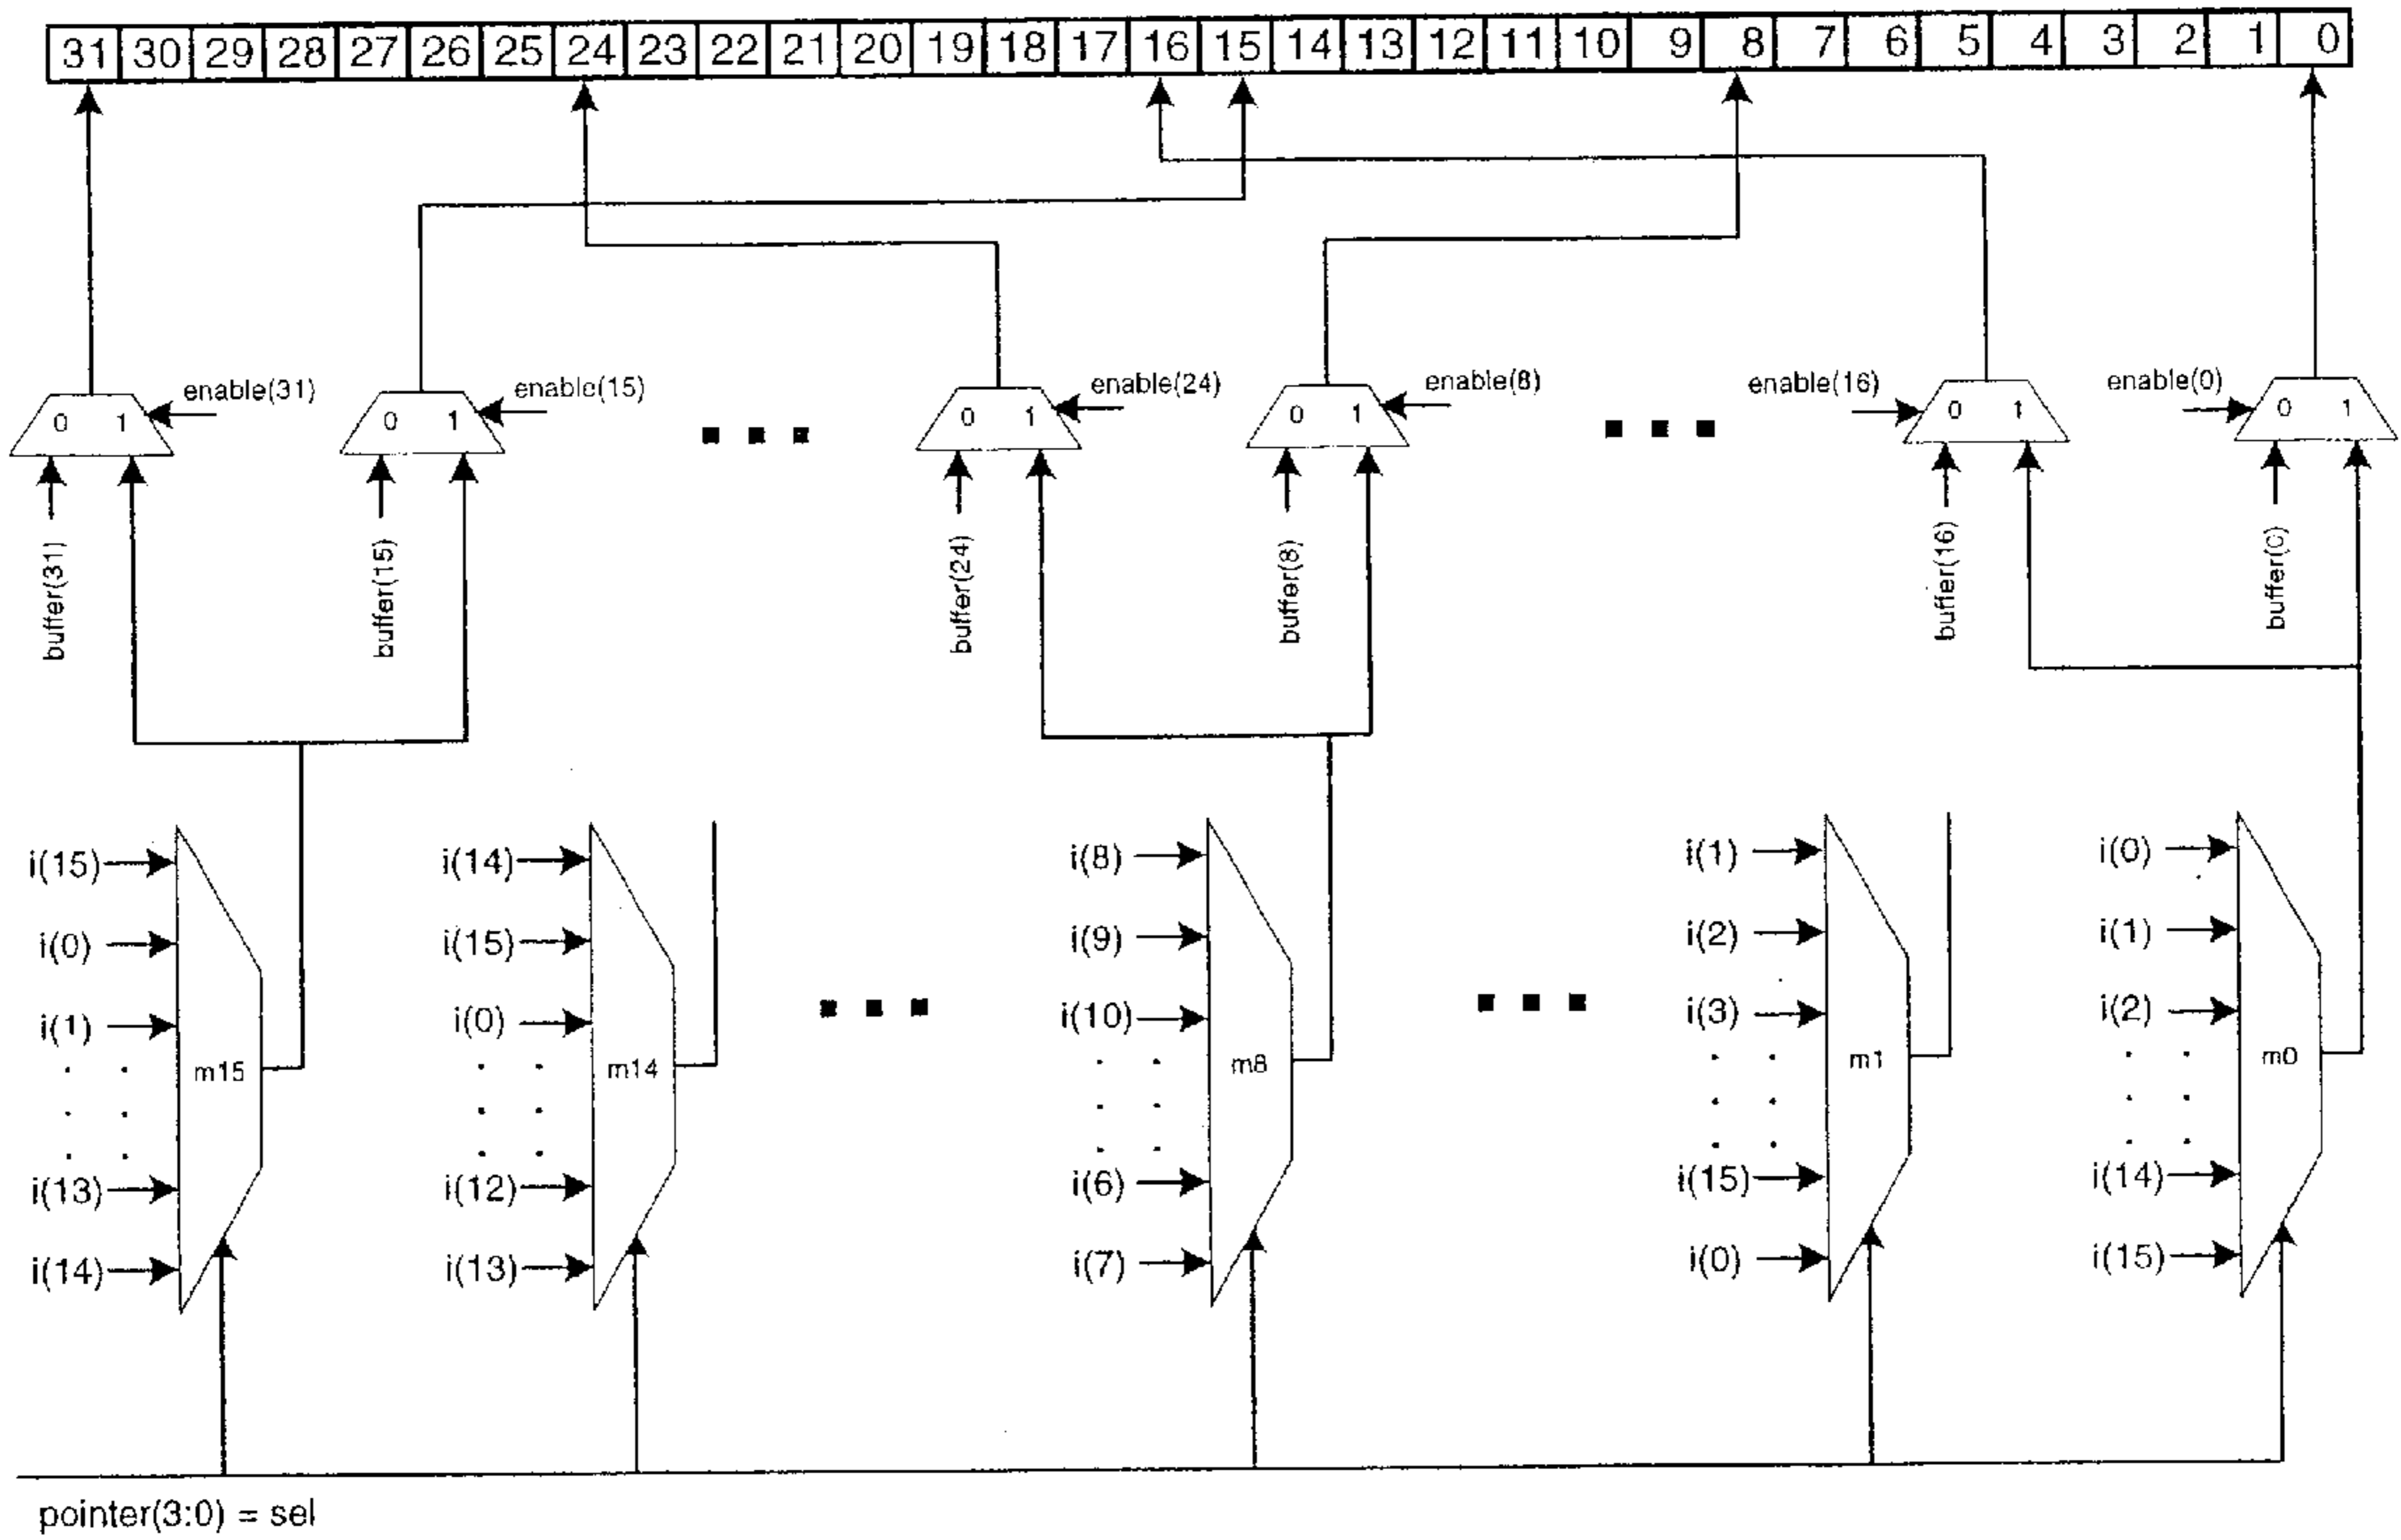 31 30 29 28 27 26 25 24 23 22 21 20 19 18 17 16 15 14 13 12 11 10 9 8 7 6 5 4 3 2 1 0
enable(31) enable(15) enable(24) enable(8) enable(16) enable(0)
0 1 0 1 0 1 0 1 0 1 0 1
buffer(31) buffer(15) buffer(24) buffer(8) buffer(16) buffer(0)
i(15) i(14) i(8) i(1) i(0)
i(0) i(15) i(9) i(2) i(1)
i(1) i(0) i(10) i(3) i(2)
m15 m14 m8 m1 m0
i(13) i(12) i(6) i(15) i(14)
i(14) i(13) i(7) i(0) i(15)
pointer(3:0) = sel